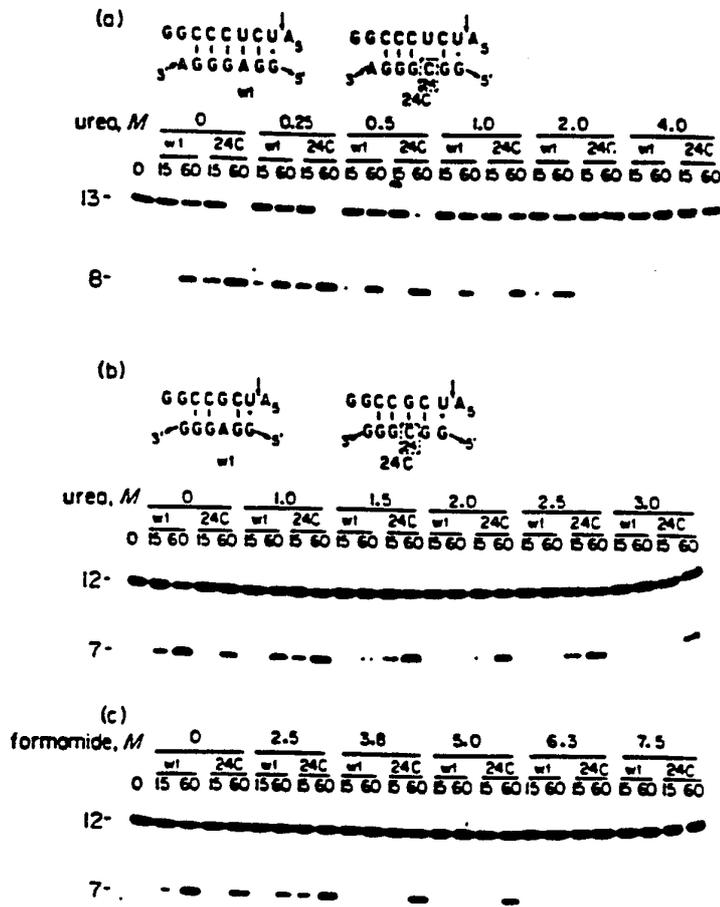 (a)
GGCCCUCUA5 GGCCCUCUA5
3' AGGGAGG 5' 3' AGGGCGG 5'
wt 24
24C
urea, M 0 0.25 0.5 1.0 2.0 4.0
wt 24C wt 24C wt 24C wt 24C wt 24C wt 24C
0 15 60 15 60 15 60 15 60 15 60 15 60 15 60 15 60 15 60 15 60 15 60 15 60
13-
8-
(b)
GGCCGCUA5 GGCCGCUA5
3' GGGAGG 5' 3' GGGCGG 5'
wt 24
24C
urea, M 0 1.0 1.5 2.0 2.5 3.0
wt 24C wt 24C wt 24C wt 24C wt 24C wt 24C
0 15 60 15 60 15 60 15 60 15 60 15 60 15 60 15 60 15 60 15 60 15 60 15 60
12-
7-
(c)
formamide, M 0 2.5 3.8 5.0 6.3 7.5
wt 24C wt 24C wt 24C wt 24C wt 24C wt 24C
0 15 60 15 60 15 60 15 60 15 60 15 60 15 60 15 60 15 60 15 60 15 60 15 60
12-
7-